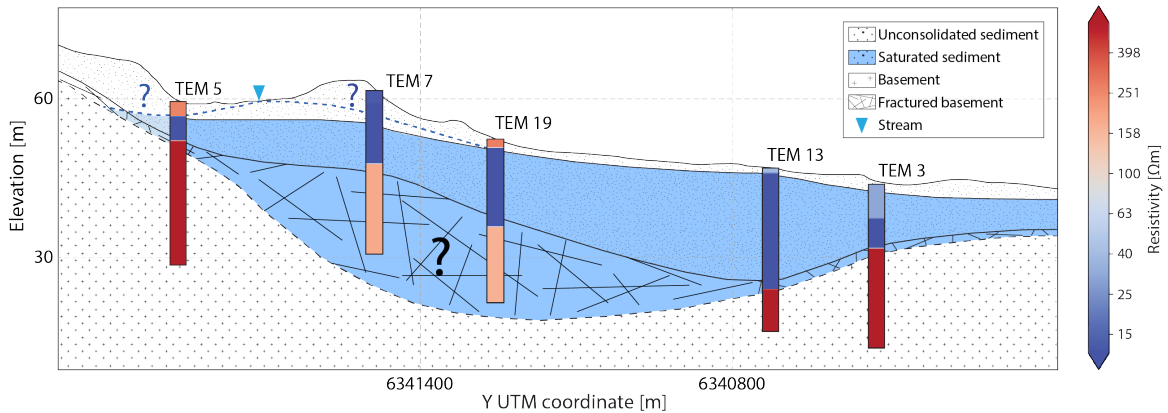 TEM 5
?
?
TEM 7
TEM 19
TEM 13
TEM 3
?
Unconsolidated sediment
Saturated sediment
Basement
Fractured basement
Stream
60
30
Elevation [m]
6341400
6340800
Y UTM coordinate [m]
398
251
158
100
63
40
25
15
Resistivity [Ωm]